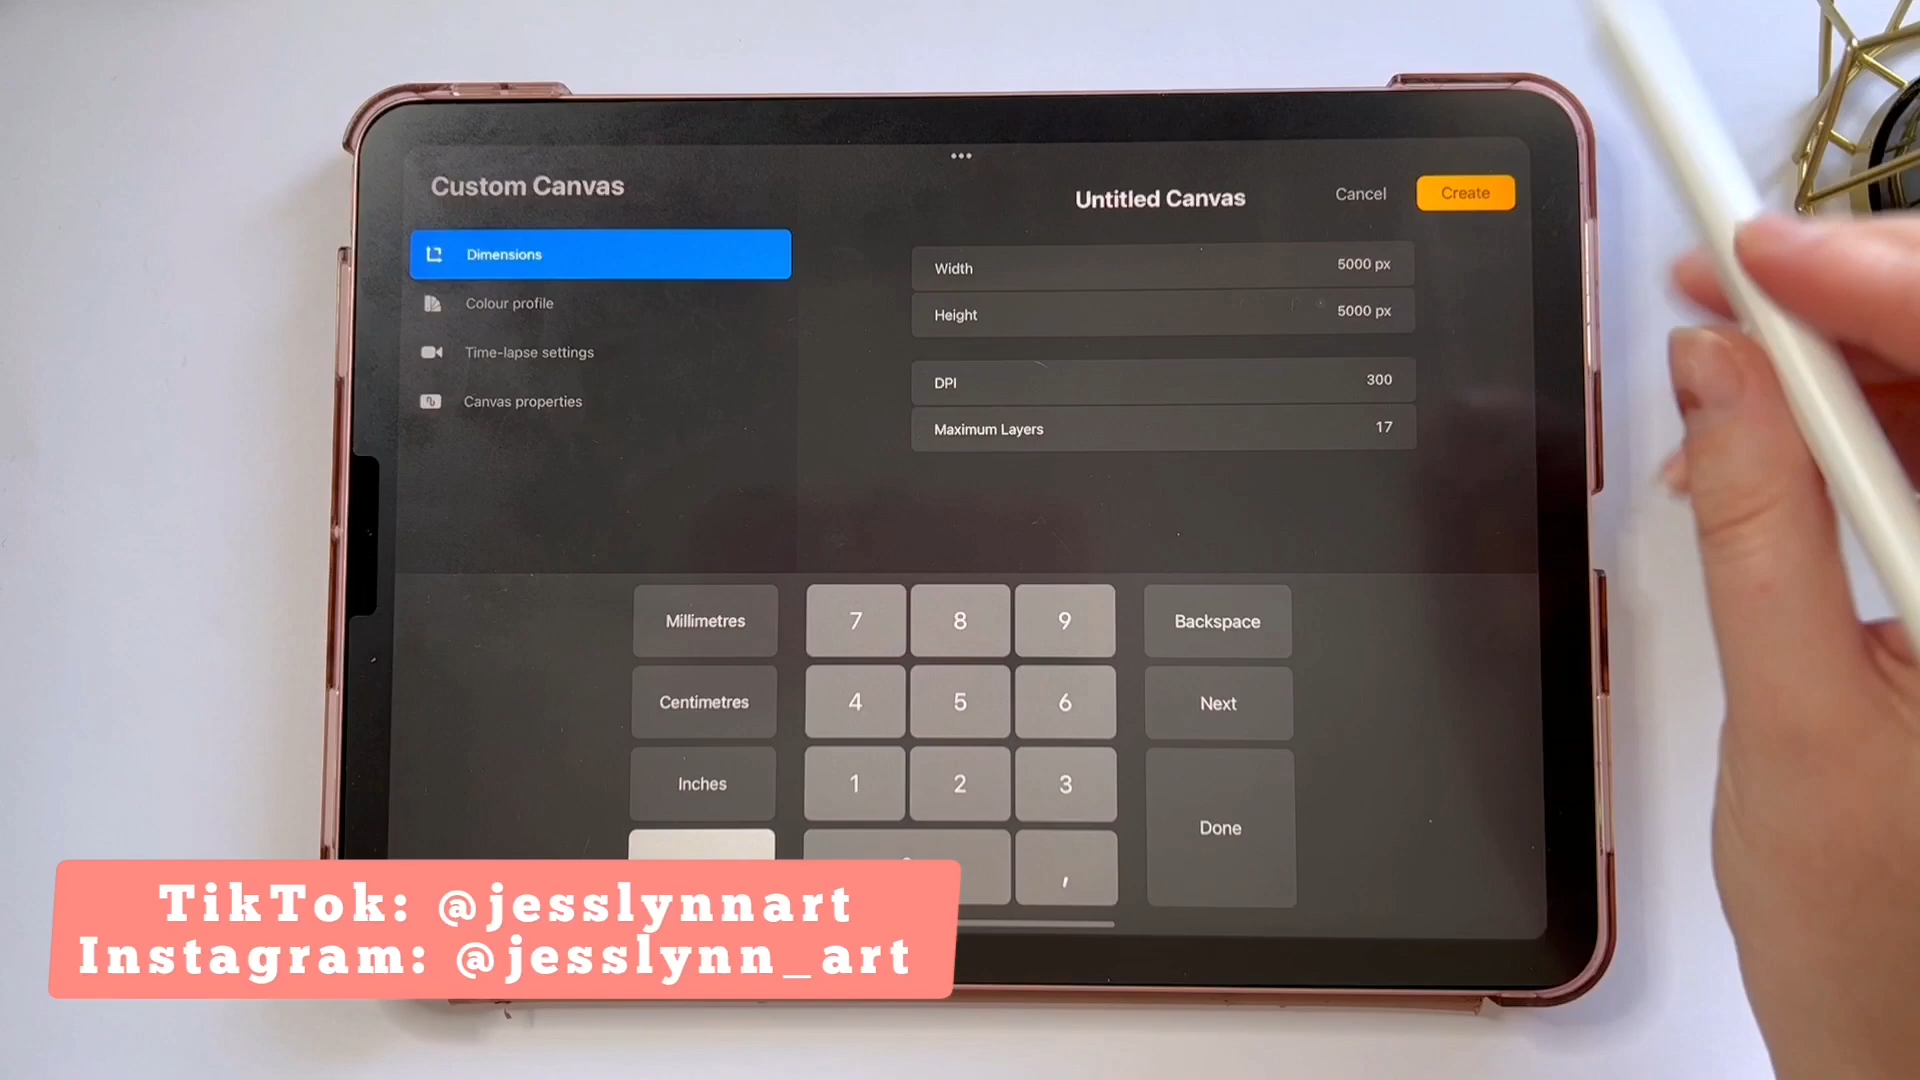 Custom Canvas
Untitled Canvas
Cancel
Create
Dimensions
Colour profile
Time-lapse settings
Canvas properties
Width 5000 px
Height 5000 px
DPI 300
Maximum Layers 17
Millimetres 7 8 9 Backspace
Centimetres 4 5 6 Next
Inches 1 2 3
, Done
TikTok: @jesslynnart
Instagram: @jesslynn_art